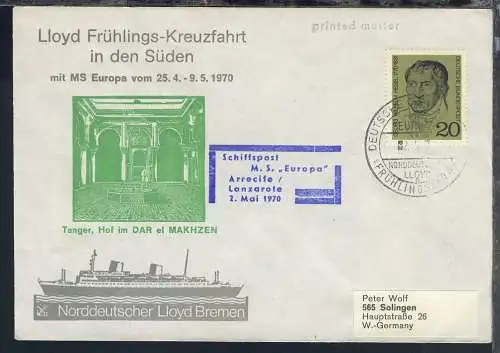 Lloyd Frühlings-Kreuzfahrt
in den Süden
mit MS Europa vom 25.4. - 9.5. 1970
printed matter
DEUTSCHE BUNDESPOST
20
NORDDEU
LLOYD
FRÜHLINGS
Schiffspost
M.S. „Europa"
Arrecife/
Lanzarote
2. Mai 1970
Tanger, Hof im DAR el MAKHZEN
Norddeutscher Lloyd Bremen
Peter Wolf
565 Solingen
Hauptstraße 26
W.-Germany